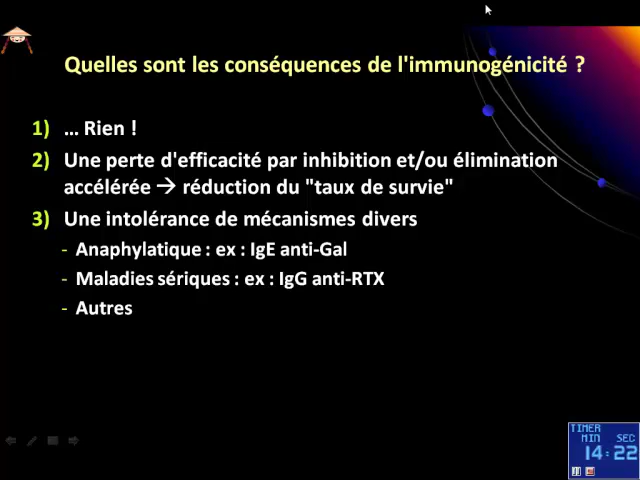 Quelles sont les conséquences de l'immunogénicité ?
1) ... Rien !
2) Une perte d'efficacité par inhibition et/ou élimination
accélérée → réduction du "taux de survie"
3) Une intolérance de mécanismes divers
- Anaphylatique : ex : IgE anti-Gal
- Maladies sériques : ex : IgG anti-RTX
- Autres
TIMER
MIN SEC
14:22